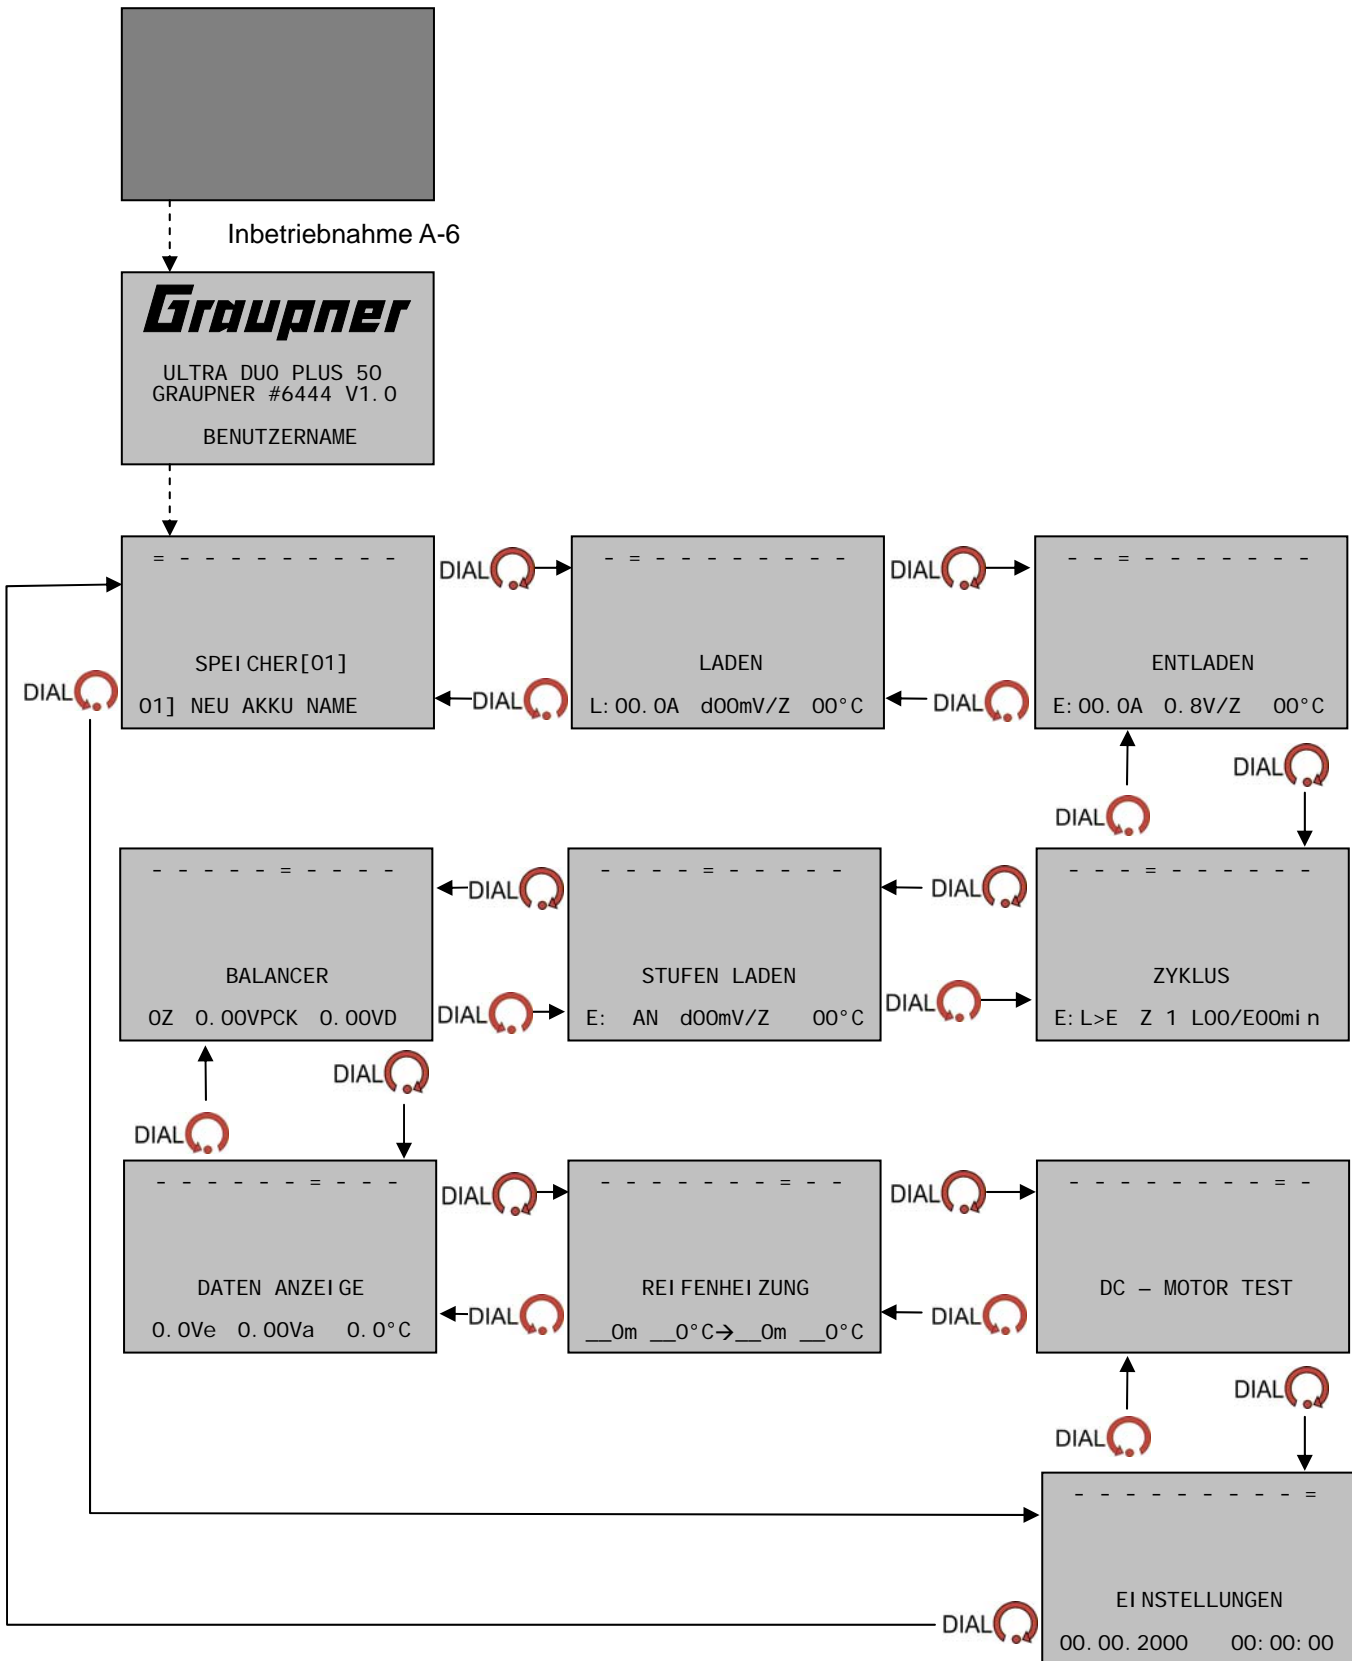 Inbetriebnahme A-6
Graupner
ULTRA DUO PLUS 50
GRAUPNER #6444 V1.0
BENUTZERNAME
= - - - - - - - - - -
SPEICHER[01]
01] NEU AKKU NAME
DIAL
DIAL
- = - - - - - - - -
LADEN
L:00.0A d00mV/Z 00°C
DIAL
DIAL
- - = - - - - - - -
ENTLADEN
E:00.0A 0.8V/Z 00°C
DIAL
DIAL
DIAL
- - - - - = - - - -
BALANCER
0Z 0.00VPCK 0.00VD
DIAL
DIAL
- - - - = - - - - -
STUFEN LADEN
E: AN d00mV/Z 00°C
DIAL
DIAL
- - - = - - - - - -
ZYKLUS
E:L>E Z 1 L00/E00min
DIAL
DIAL
- - - - - - = - - -
DATEN ANZEIGE
0.0Ve 0.00Va 0.0°C
DIAL
DIAL
- - - - - - - = - -
REIFENHEIZUNG
__0m __0°C→__0m __0°C
DIAL
DIAL
- - - - - - - - = -
DC – MOTOR TEST
DIAL
DIAL
- - - - - - - - - =
EINSTELLUNGEN
00.00.2000 00:00:00
DIAL